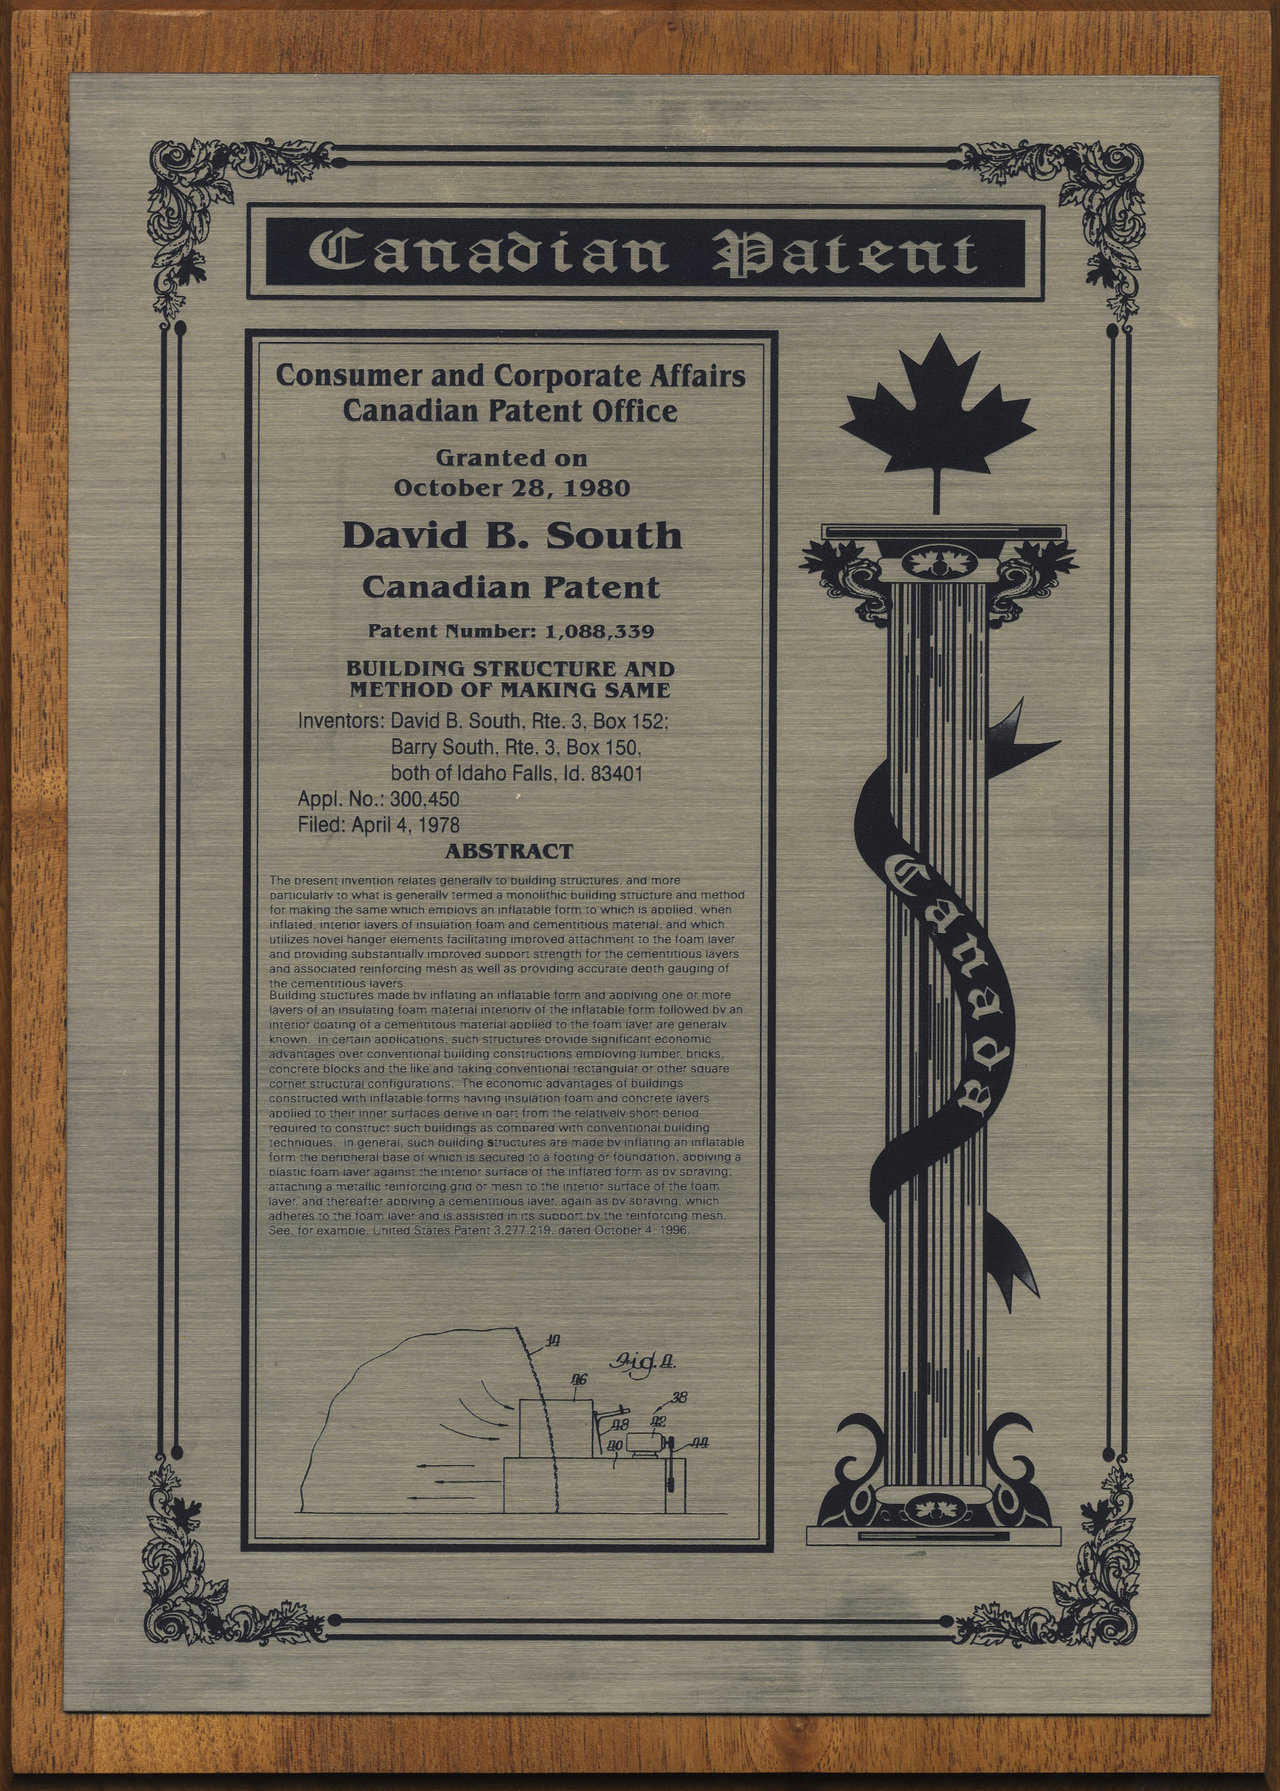 Canadian Patent
Consumer and Corporate Affairs
Canadian Patent Office
Granted on
October 28, 1980
David B. South
Canadian Patent
Patent Number: 1,088,339
BUILDING STRUCTURE AND
METHOD OF MAKING SAME
Inventors: David B. South, Rte. 3, Box 152;
Barry South, Rte. 3, Box 150,
both of Idaho Falls, Id. 83401
Appl. No.: 300,450
Filed: April 4, 1978
ABSTRACT
The present invention relates generally to building structures, and more
particularly to what is generally termed a monolithic building structure and method
for making the same which employs an inflatable form to which is applied, when
inflated, interior layers of insulation foam and cementitious material, and which
utilizes novel hanger elements facilitating improved attachment to the foam layer
and providing substantially improved support strength for the cementitious layers
and associated reinforcing mesh as well as providing accurate depth gauging of
the cementitious layers.
Building stuctures made by inflating an inflatable form and applying one or more
layers of an insulating foam material interiorly of the inflatable form followed by an
interior coating of a cementitous material applied to the foam layer are generaly
known. In certain applications, such structures provide significant economic
advantages over conventional building constructions employing lumber, bricks,
concrete blocks and the like and taking conventional rectangular or other square
corner structural configurations. The economic advantages of buildings
constructed with inflatable forms having insulation foam and concrete layers
applied to their inner surfaces derive in part from the relatively short period
required to construct such buildings as compared with conventional building
techniques. In general, such building structures are made by inflating an inflatable
form the peripheral base of which is secured to a footing or foundation, applying a
plastic foam layer against the interior surface of the inflated form as by spraying,
attaching a metallic reinforcing grid or mesh to the interior surface of the foam
layer, and thereafter applying a cementitious layer, again as by spraying, which
adheres to the foam layer and is assisted in its support by the reinforcing mesh.
See, for example, United States Patent 3,277,219, dated October 4, 1996.
Canada
14
Fig. 4.
46
38
48
42
40
44